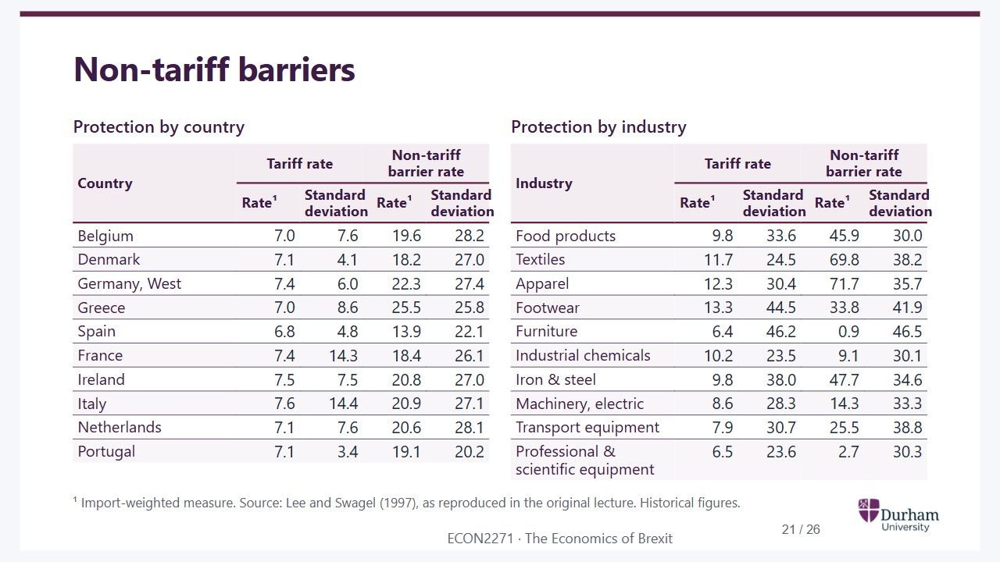 Non-tariff barriers
Protection by country
Country
Tariff rate
Non-tariff
barrier rate
Rate¹
Standard
deviation
Rate¹
Standard
deviation
Belgium 7.0 7.6 19.6 28.2
Denmark 7.1 4.1 18.2 27.0
Germany, West 7.4 6.0 22.3 27.4
Greece 7.0 8.6 25.5 25.8
Spain 6.8 4.8 13.9 22.1
France 7.4 14.3 18.4 26.1
Ireland 7.5 7.5 20.8 27.0
Italy 7.6 14.4 20.9 27.1
Netherlands 7.1 7.6 20.6 28.1
Portugal 7.1 3.4 19.1 20.2
Protection by industry
Industry
Tariff rate
Non-tariff
barrier rate
Rate¹
Standard
deviation
Rate¹
Standard
deviation
Food products 9.8 33.6 45.9 30.0
Textiles 11.7 24.5 69.8 38.2
Apparel 12.3 30.4 71.7 35.7
Footwear 13.3 44.5 33.8 41.9
Furniture 6.4 46.2 0.9 46.5
Industrial chemicals 10.2 23.5 9.1 30.1
Iron & steel 9.8 38.0 47.7 34.6
Machinery, electric 8.6 28.3 14.3 33.3
Transport equipment 7.9 30.7 25.5 38.8
Professional & 6.5 23.6 2.7 30.3
scientific equipment
¹ Import-weighted measure. Source: Lee and Swagel (1997), as reproduced in the original lecture. Historical figures.
ECON2271 · The Economics of Brexit
21 / 26
Durham
University